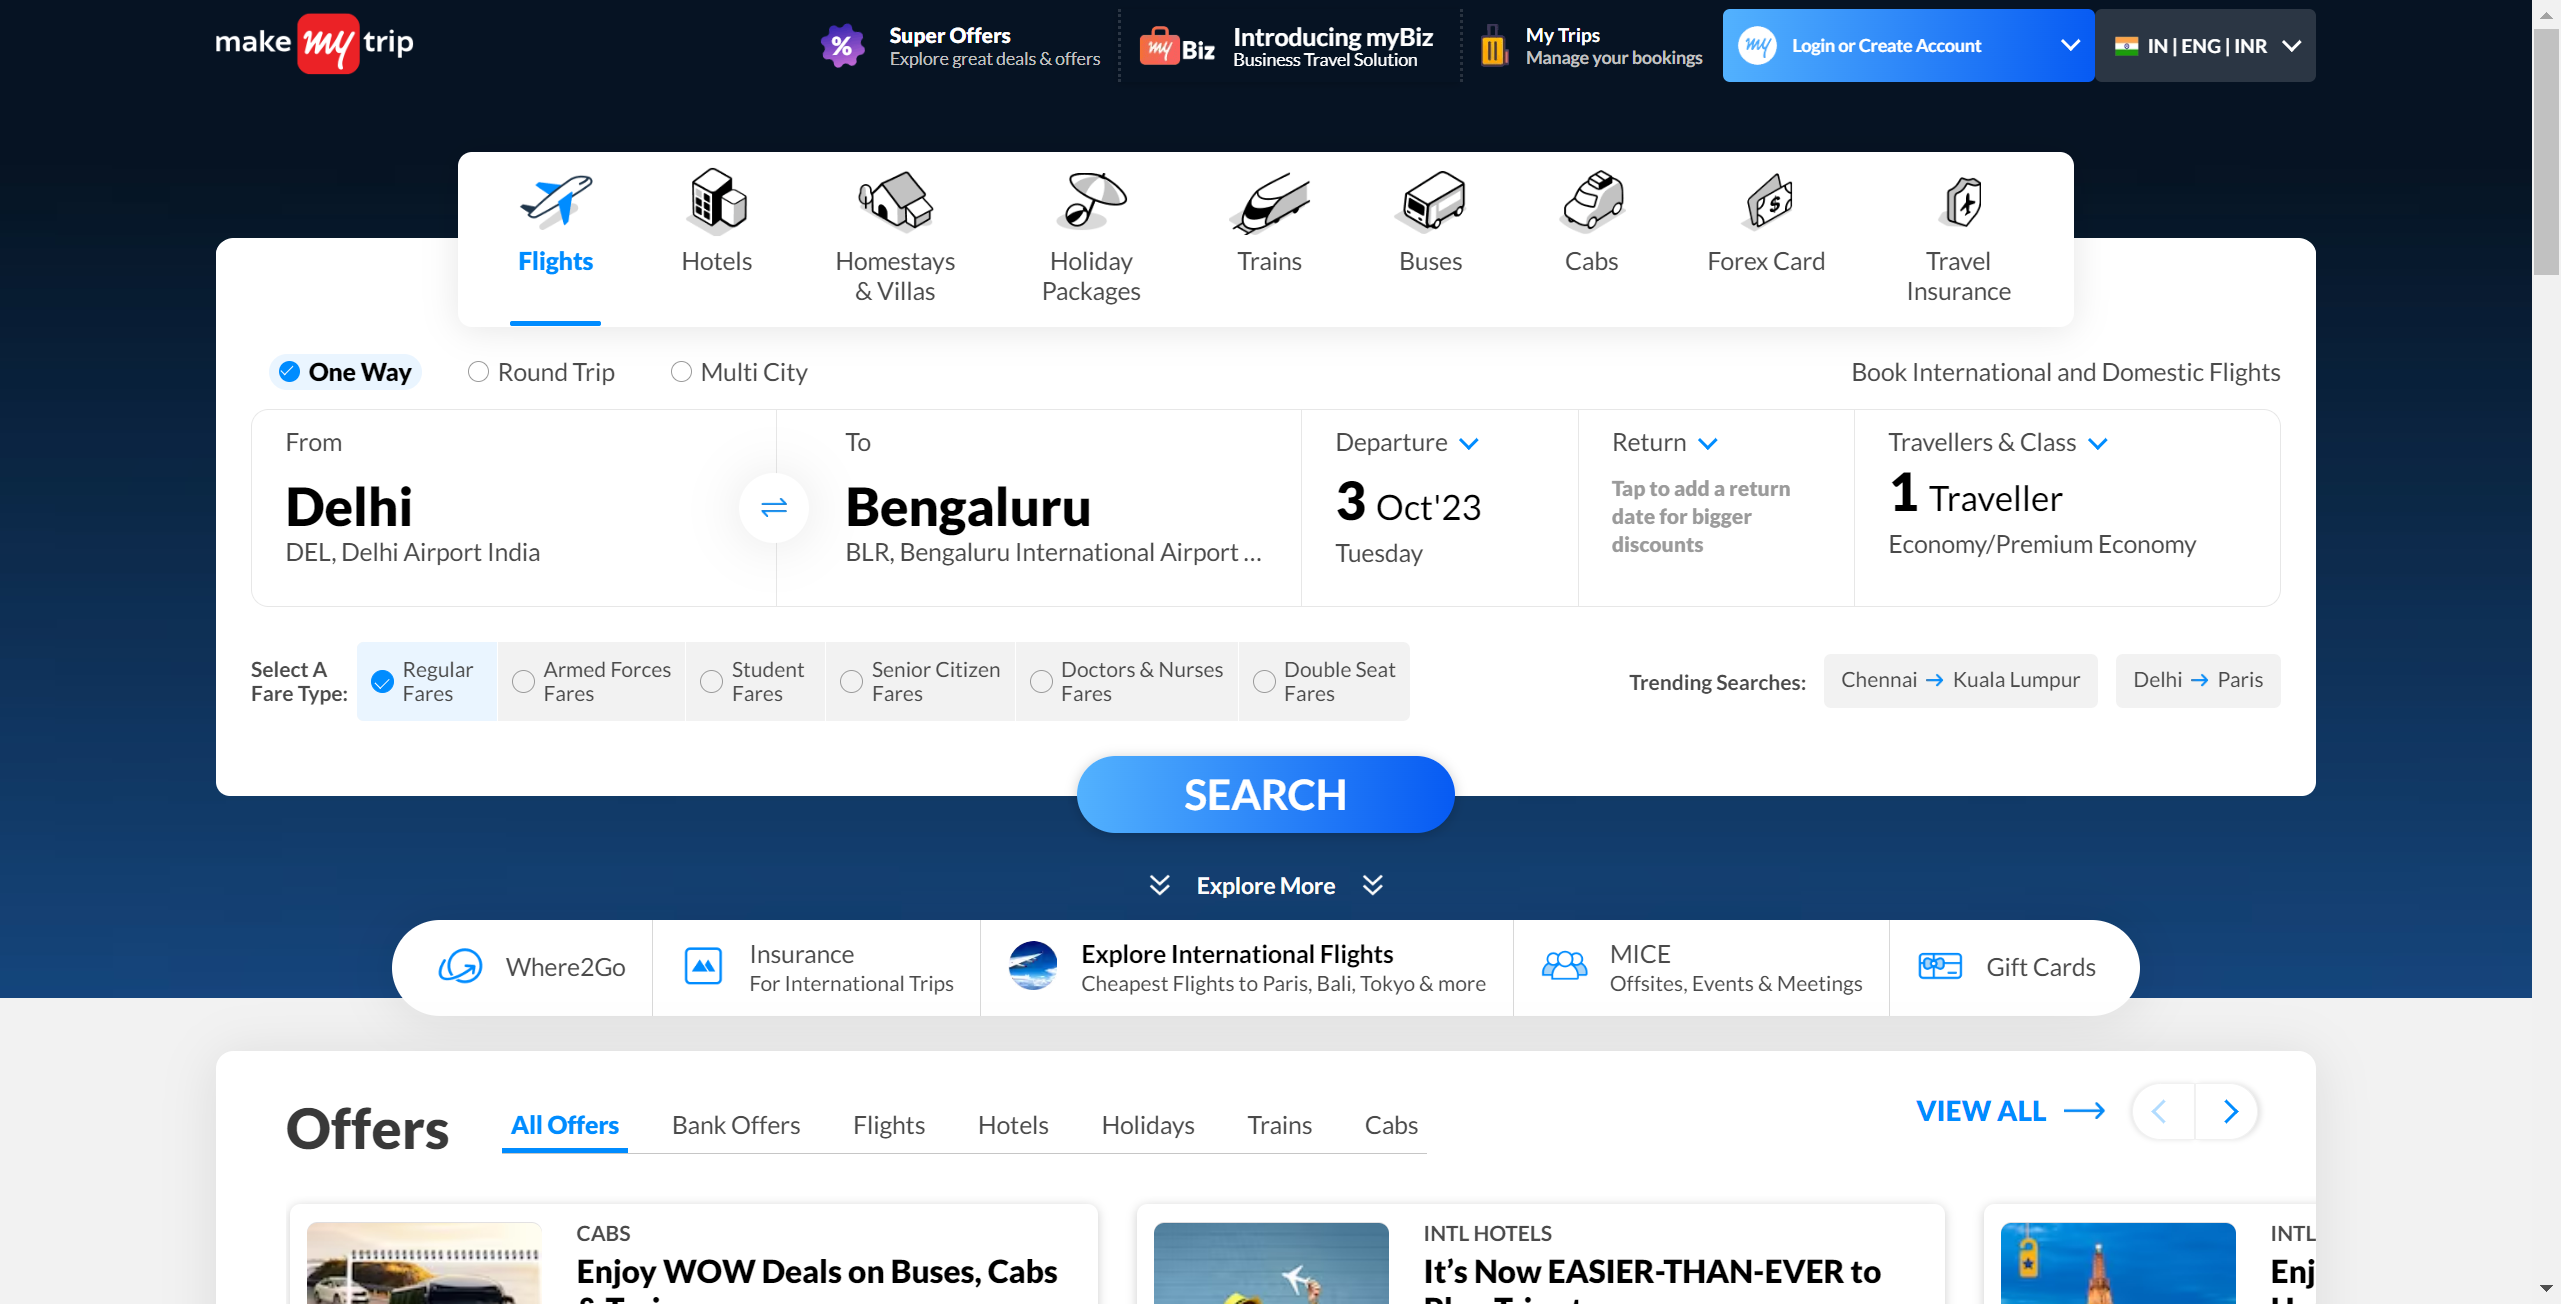 make my trip
%
Super Offers
Explore great deals & offers
my Biz
Introducing myBiz
Business Travel Solution
My Trips
Manage your bookings
my
Login or Create Account
IN | ENG | INR
Flights
Hotels
Homestays
& Villas
Holiday
Packages
Trains
Buses
Cabs
Forex Card
Travel
Insurance
One Way
Round Trip
Multi City
Book International and Domestic Flights
From
Delhi
DEL, Delhi Airport India
To
Bengaluru
BLR, Bengaluru International Airport ...
Departure
3 Oct'23
Tuesday
Return
Tap to add a return
date for bigger
discounts
Travellers & Class
1 Traveller
Economy/Premium Economy
Select A
Fare Type:
Regular
Fares
Armed Forces
Fares
Student
Fares
Senior Citizen
Fares
Doctors & Nurses
Fares
Double Seat
Fares
Trending Searches:
Chennai → Kuala Lumpur
Delhi → Paris
SEARCH
Explore More
Where2Go
Insurance
For International Trips
Explore International Flights
Cheapest Flights to Paris, Bali, Tokyo & more
MICE
Offsites, Events & Meetings
Gift Cards
Offers
All Offers
Bank Offers
Flights
Hotels
Holidays
Trains
Cabs
VIEW ALL
CABS
Enjoy WOW Deals on Buses, Cabs
INTL HOTELS
It's Now EASIER-THAN-EVER to
INTL
Enj